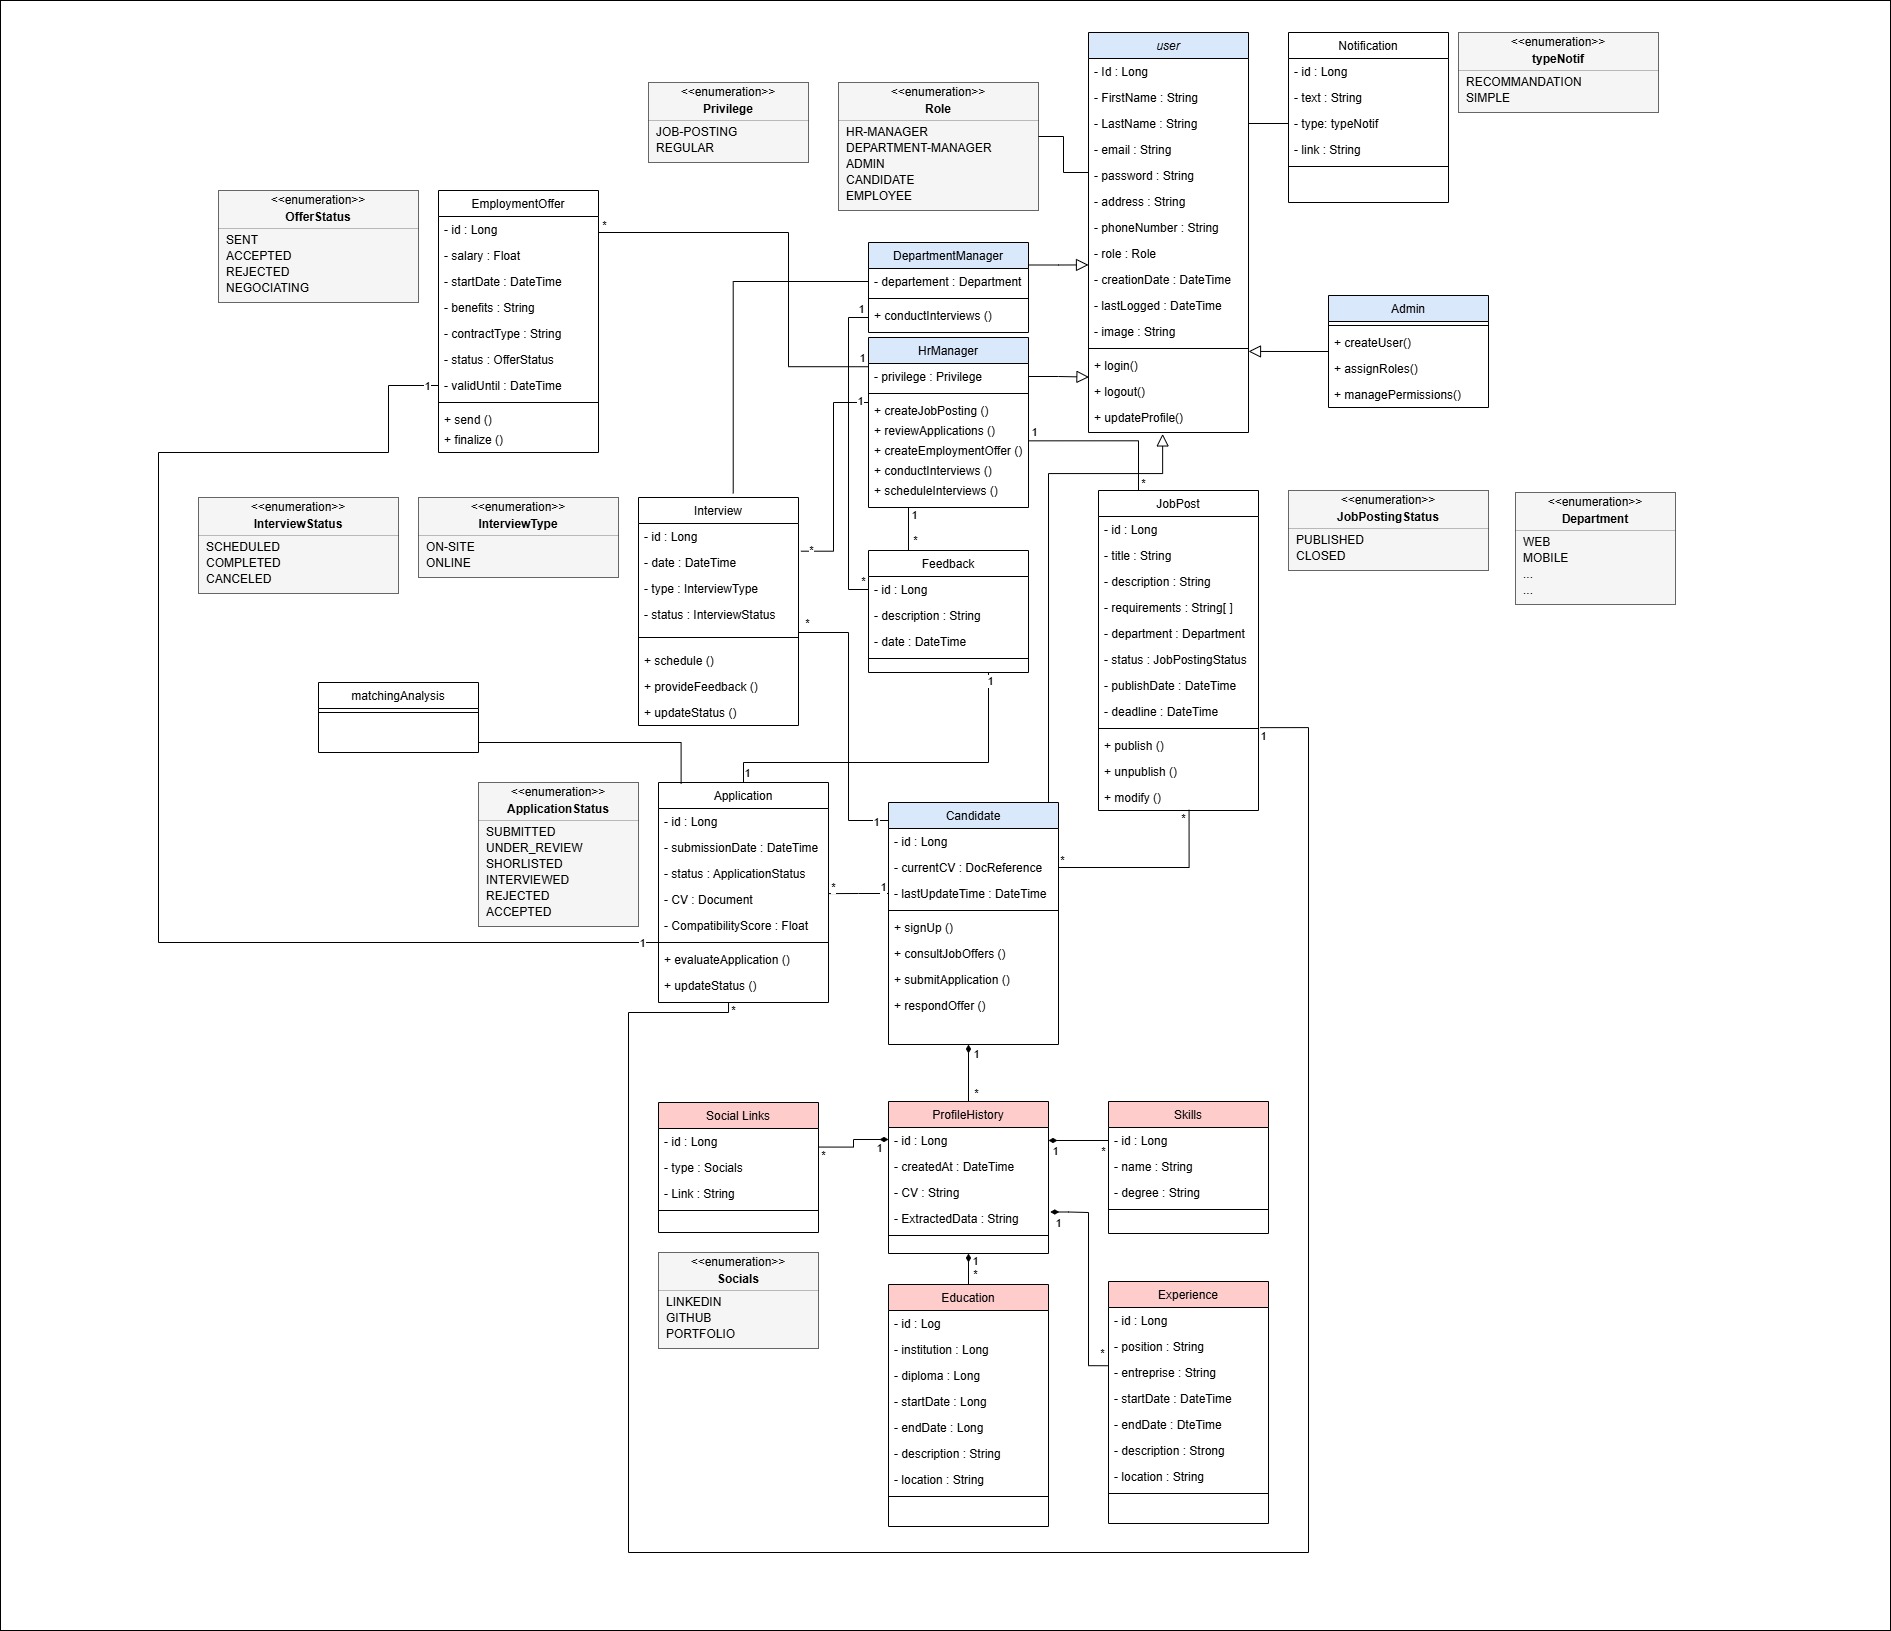 user
- Id : Long
- FirstName : String
- LastName : String
- email : String
- password : String
- address : String
- phoneNumber : String
- role : Role
- creationDate : DateTime
- lastLogged : DateTime
- image : String
+ login()
+ logout()
+ updateProfile()
Notification
- id : Long
- text : String
- type: typeNotif
- link : String
<<enumeration>>
typeNotif
RECOMMANDATION
SIMPLE
<<enumeration>>
Privilege
JOB-POSTING
REGULAR
<<enumeration>>
Role
HR-MANAGER
DEPARTMENT-MANAGER
ADMIN
CANDIDATE
EMPLOYEE
<<enumeration>>
OfferStatus
SENT
ACCEPTED
REJECTED
NEGOCIATING
EmploymentOffer
- id : Long
- salary : Float
- startDate : DateTime
- benefits : String
- contractType : String
- status : OfferStatus
- validUntil : DateTime
+ send ()
+ finalize ()
*
1
DepartmentManager
- departement : Department
+ conductInterviews ()
1
HrManager
- privilege : Privilege
+ createJobPosting ()
+ reviewApplications ()
+ createEmploymentOffer ()
+ conductInterviews ()
+ scheduleInterviews ()
1
1
1
1
Admin
+ createUser()
+ assignRoles()
+ managePermissions()
<<enumeration>>
InterviewStatus
SCHEDULED
COMPLETED
CANCELED
<<enumeration>>
InterviewType
ON-SITE
ONLINE
Interview
- id : Long
- date : DateTime
- type : InterviewType
- status : InterviewStatus
+ schedule ()
+ provideFeedback ()
+ updateStatus ()
*
*
Feedback
- id : Long
- description : String
- date : DateTime
*
*
1
*
JobPost
- id : Long
- title : String
- description : String
- requirements : String[ ]
- department : Department
- status : JobPostingStatus
- publishDate : DateTime
- deadline : DateTime
+ publish ()
+ unpublish ()
+ modify ()
1
*
<<enumeration>>
JobPostingStatus
PUBLISHED
CLOSED
<<enumeration>>
Department
WEB
MOBILE
...
...
matchingAnalysis
<<enumeration>>
ApplicationStatus
SUBMITTED
UNDER_REVIEW
SHORLISTED
INTERVIEWED
REJECTED
ACCEPTED
1
Application
- id : Long
- submissionDate : DateTime
- status : ApplicationStatus
- CV : Document
- CompatibilityScore : Float
+ evaluateApplication ()
+ updateStatus ()
1
*
*
1
1
*
Candidate
- id : Long
- currentCV : DocReference
- lastUpdateTime : DateTime
+ signUp ()
+ consultJobOffers ()
+ submitApplication ()
+ respondOffer ()
1
*
Social Links
- id : Long
- type : Socials
- Link : String
*
1
ProfileHistory
- id : Long
- createdAt : DateTime
- CV : String
- ExtractedData : String
1
*
1
1
*
Skills
- id : Long
- name : String
- degree : String
<<enumeration>>
Socials
LINKEDIN
GITHUB
PORTFOLIO
Education
- id : Log
- institution : Long
- diploma : Long
- startDate : Long
- endDate : Long
- description : String
- location : String
*
Experience
- id : Long
- position : String
- entreprise : String
- startDate : DateTime
- endDate : DteTime
- description : Strong
- location : String